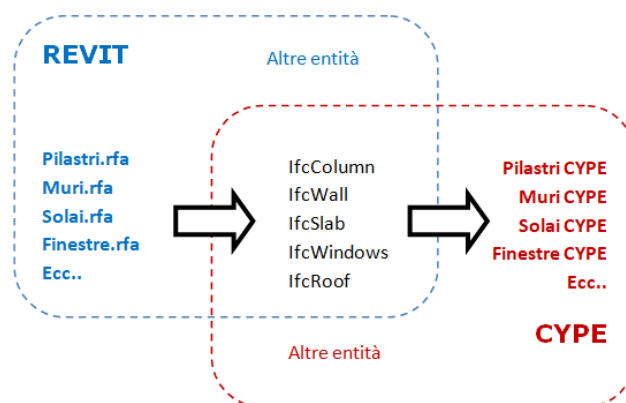 REVIT
Altre entità
Pilastri.rfa
Muri.rfa
Solai.rfa
Finestre.rfa
Ecc..
IfcColumn
IfcWall
IfcSlab
IfcWindows
IfcRoof
Pilastri CYPE
Muri CYPE
Solai CYPE
Finestre CYPE
Ecc..
CYPE
Altre entità